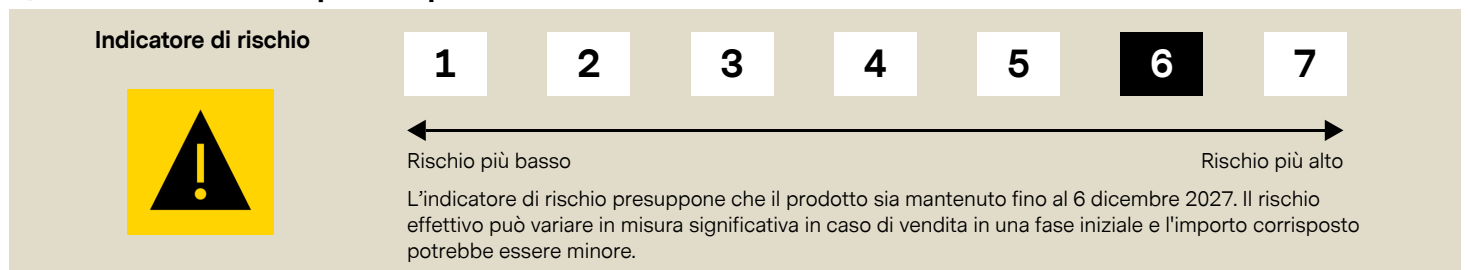 Indicatore di rischio
1 2 3 4 5 6 7
Rischio più basso
Rischio più alto
L'indicatore di rischio presuppone che il prodotto sia mantenuto fino al 6 dicembre 2027. Il rischio
effettivo può variare in misura significativa in caso di vendita in una fase iniziale e l'importo corrisposto
potrebbe essere minore.